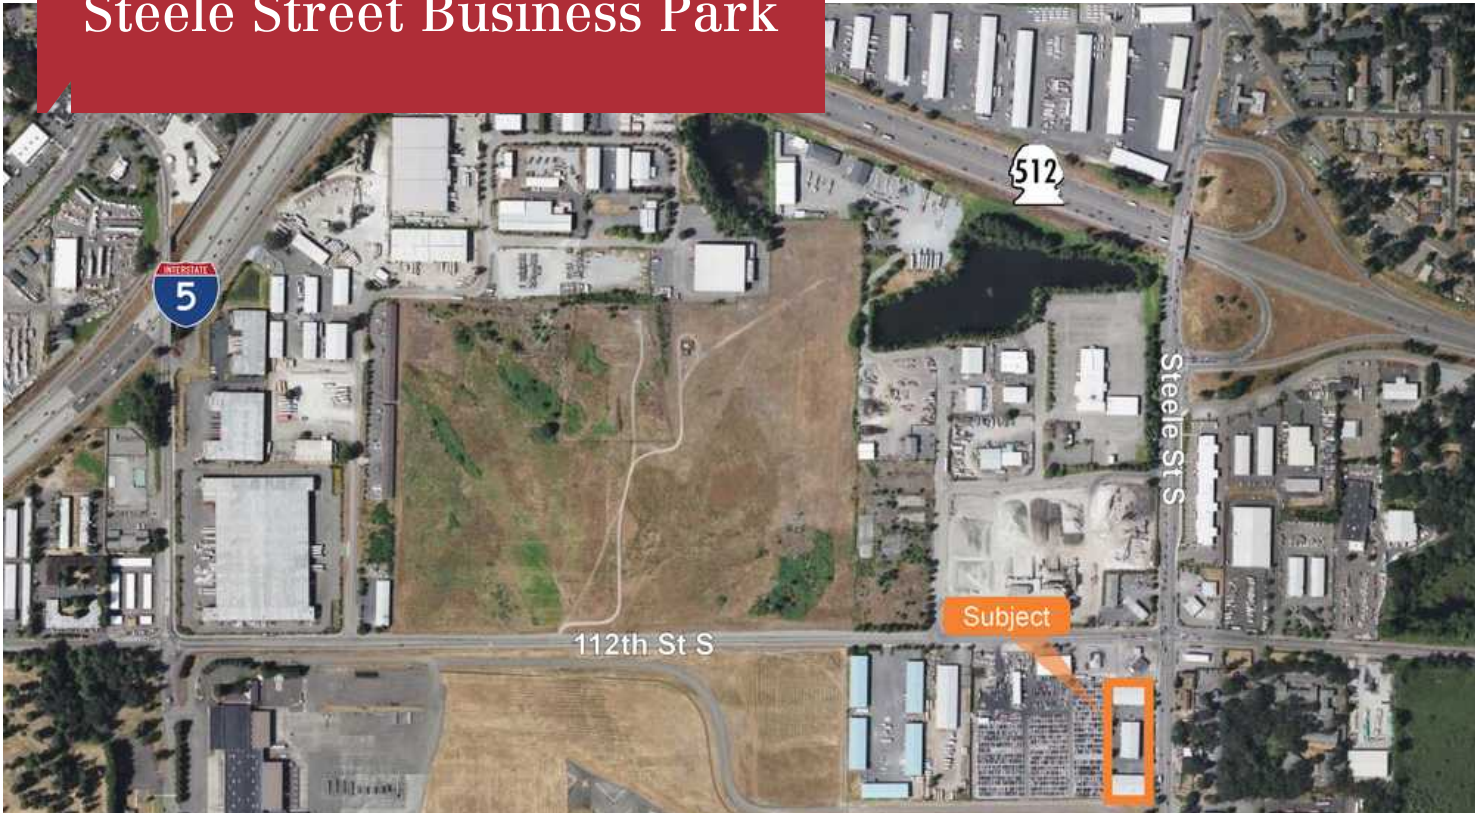 Steele Street Business Park
512
INTERSTATE
5
Steele St S
Subject
112th St S